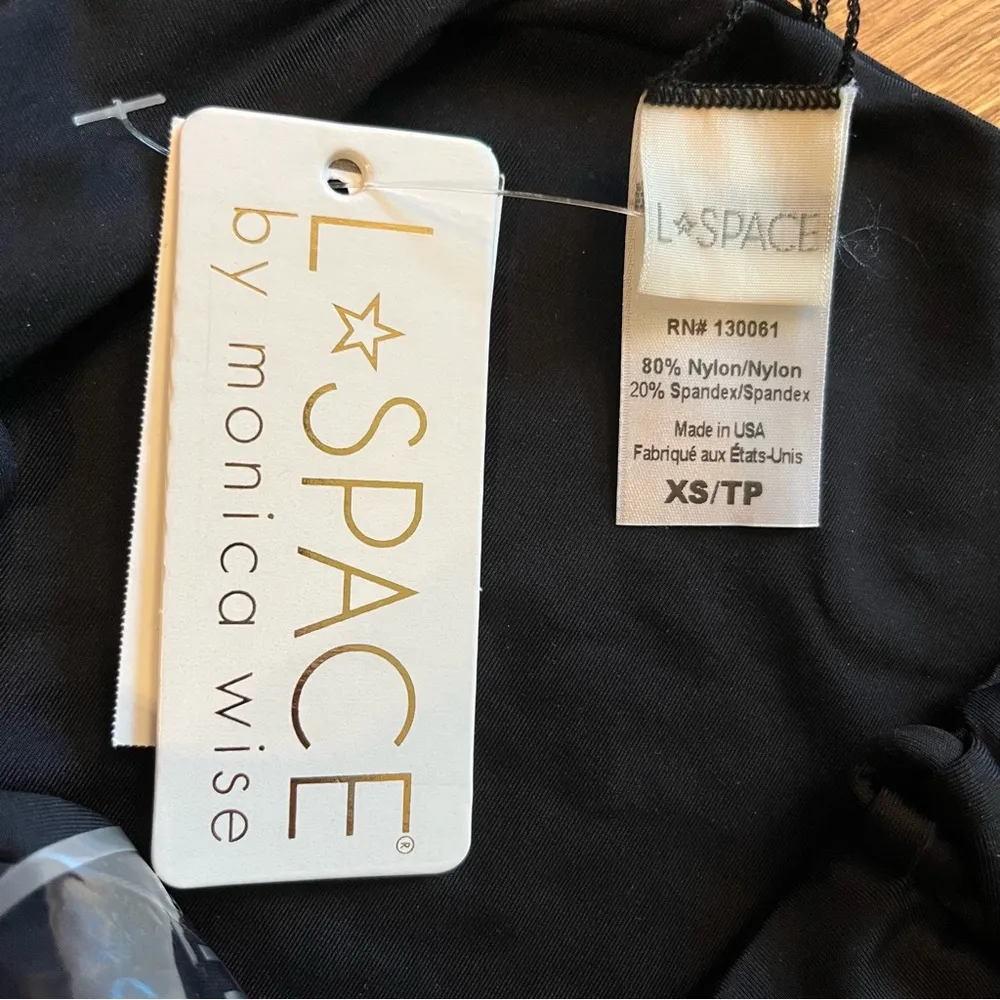 L☆SPACE®
by monica wise
L☆SPACE
RN# 130061
80% Nylon/Nylon
20% Spandex/Spandex
Made in USA
Fabriqué aux États-Unis
XS/TP